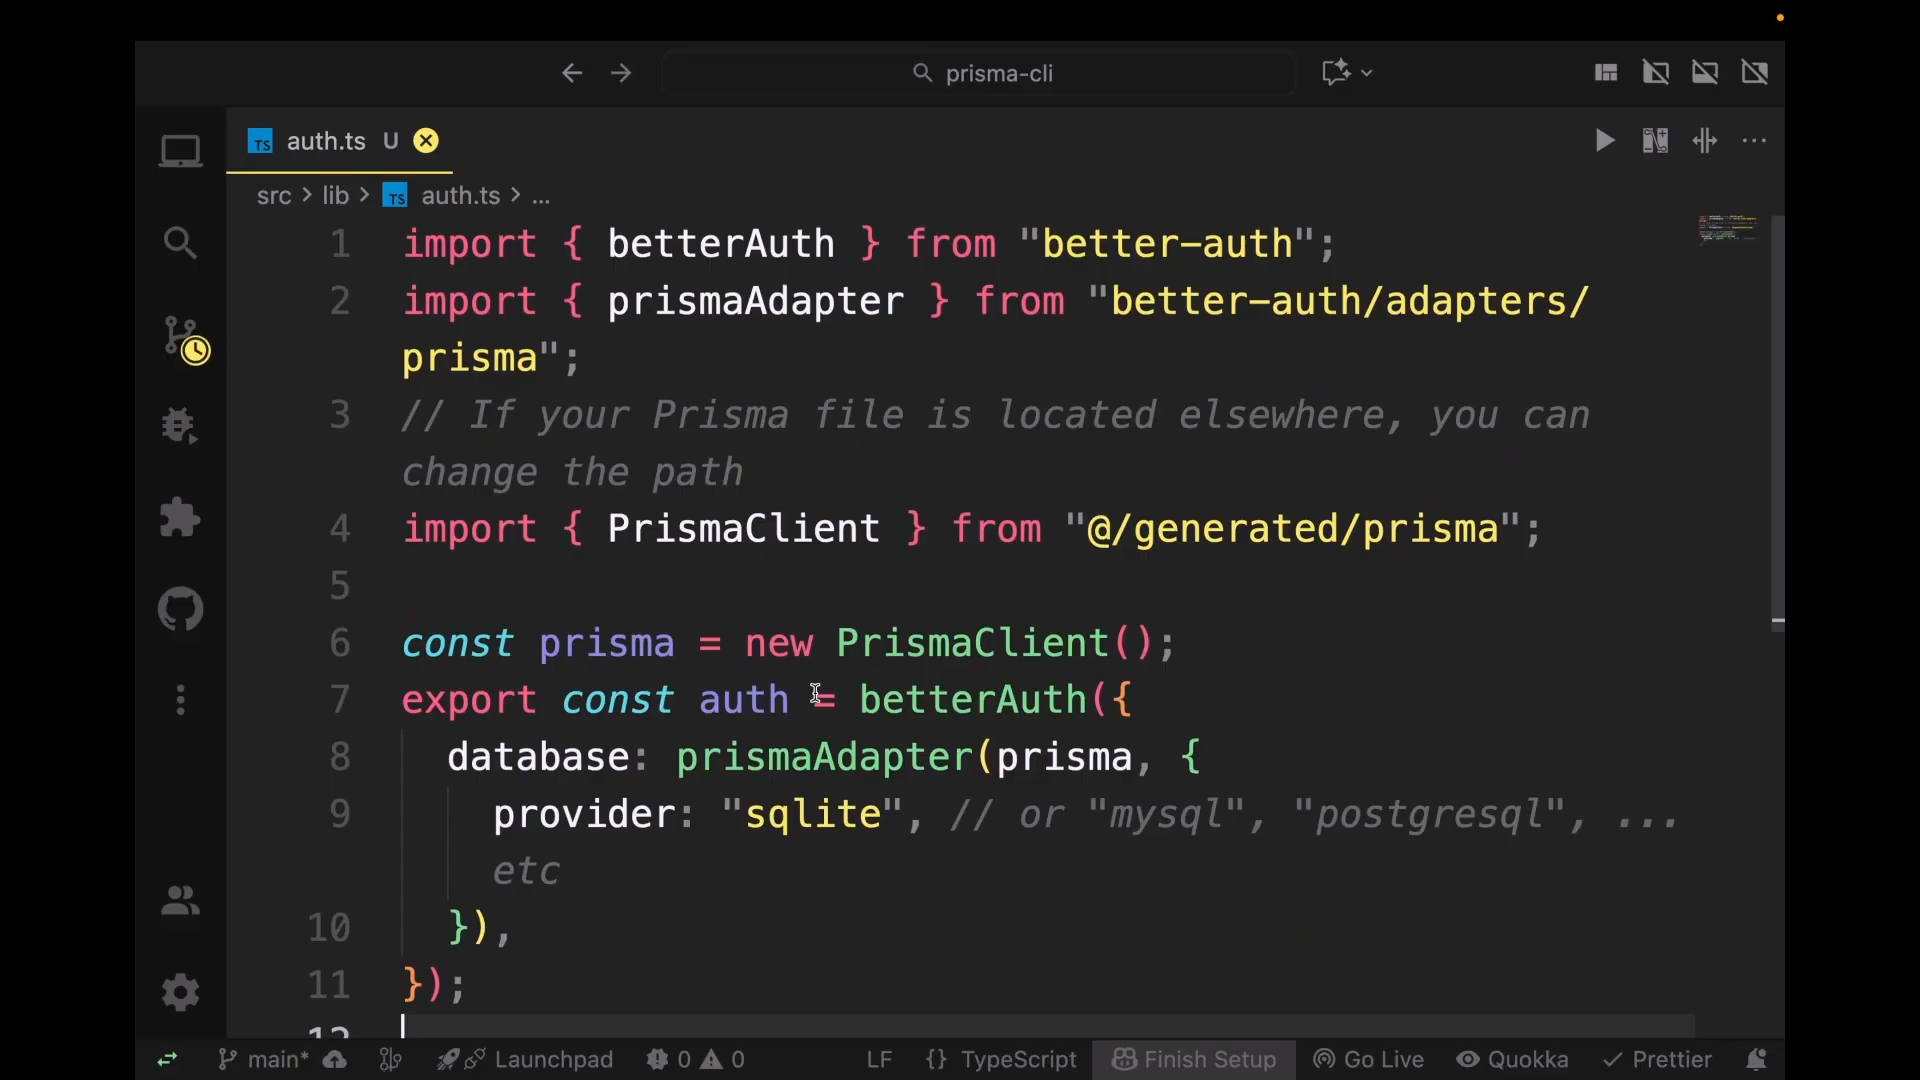 prisma-cli
TS auth.ts U
src > lib > TS auth.ts > ...
1 import { betterAuth } from "better-auth";
2 import { prismaAdapter } from "better-auth/adapters/
prisma";
3 // If your Prisma file is located elsewhere, you can
change the path
4 import { PrismaClient } from "@/generated/prisma";
5
6 const prisma = new PrismaClient();
7 export const auth = betterAuth({
8 database: prismaAdapter(prisma, {
9 provider: "sqlite", // or "mysql", "postgresql", ...
etc
10 }),
11 });
12
main* Launchpad 0 0 LF {} TypeScript Finish Setup Go Live Quokka Prettier